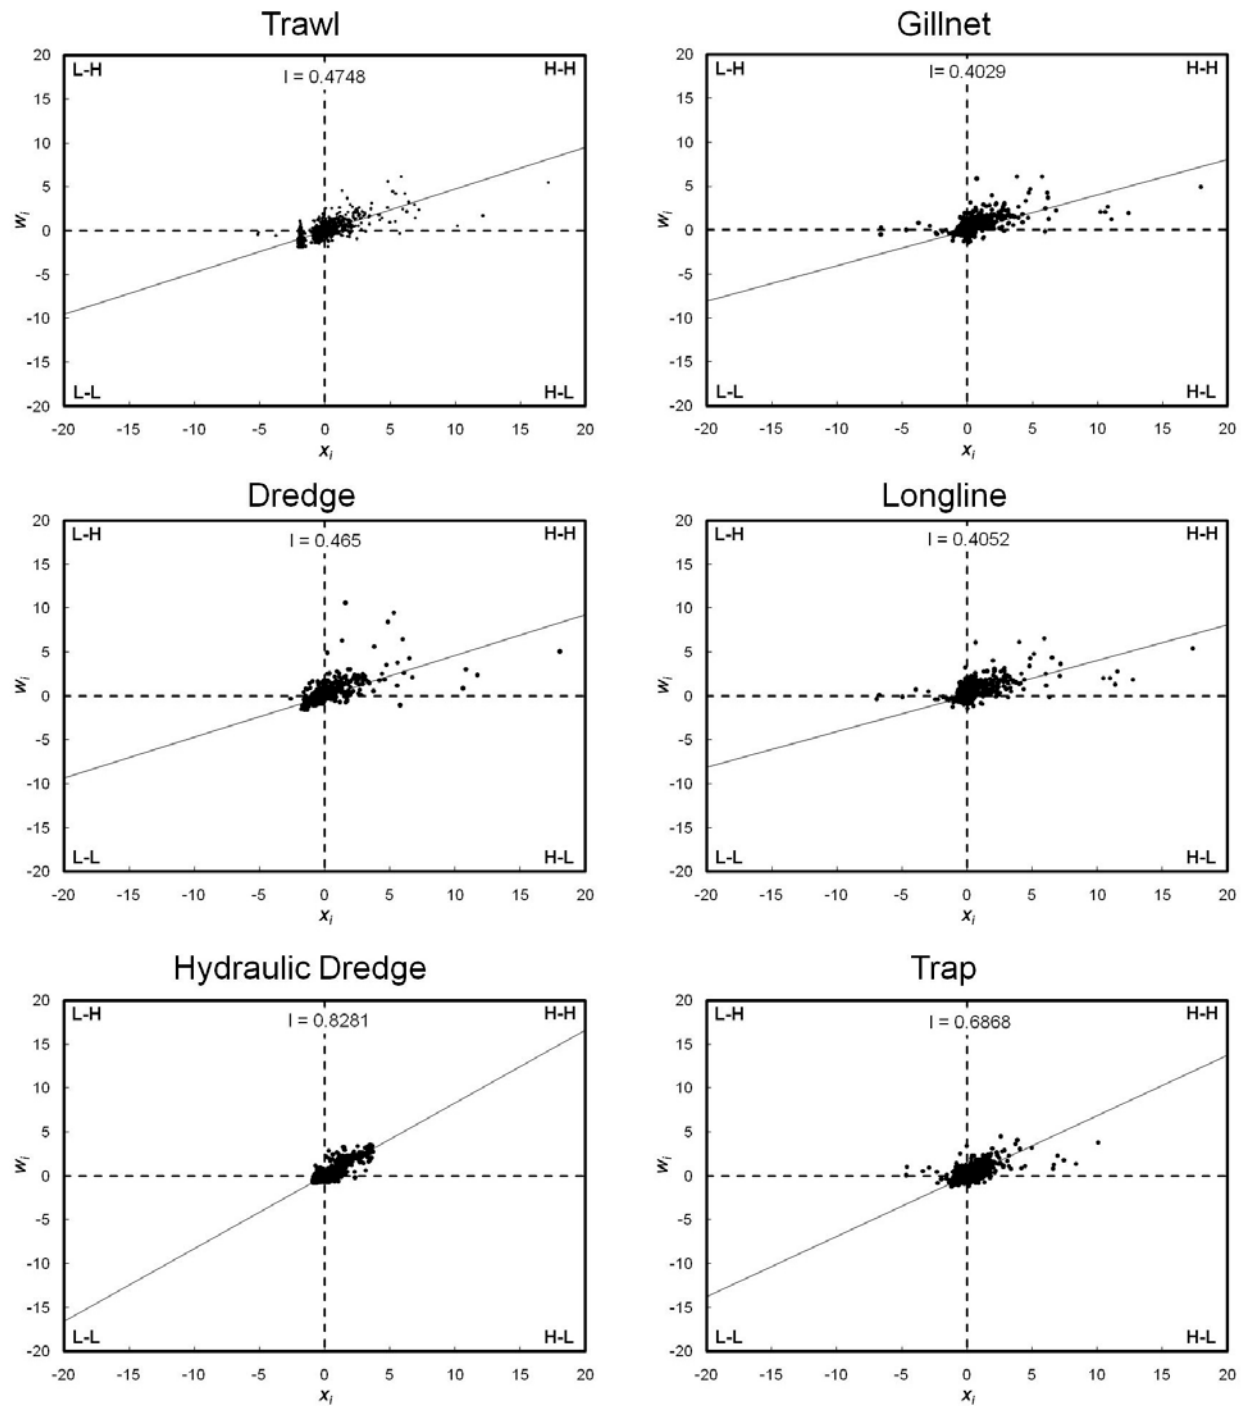 Trawl
20
L-H
I = 0.4748
H-H
15
10
5
wi
0
-5
-10
-15
L-L
H-L
-20
-20 -15 -10 -5 0 5 10 15 20
xi
Gillnet
20
L-H
I= 0.4029
H-H
15
10
5
wi
0
-5
-10
-15
L-L
H-L
-20
-20 -15 -10 -5 0 5 10 15 20
xi
Dredge
20
L-H
I = 0.465
H-H
15
10
5
wi
0
-5
-10
-15
L-L
H-L
-20
-20 -15 -10 -5 0 5 10 15 20
xi
Longline
20
L-H
I = 0.4052
H-H
15
10
5
wi
0
-5
-10
-15
L-L
H-L
-20
-20 -15 -10 -5 0 5 10 15 20
xi
Hydraulic Dredge
20
L-H
I = 0.8281
H-H
15
10
5
wi
0
-5
-10
-15
L-L
H-L
-20
-20 -15 -10 -5 0 5 10 15 20
xi
Trap
20
L-H
I = 0.6868
H-H
15
10
5
wi
0
-5
-10
-15
L-L
H-L
-20
-20 -15 -10 -5 0 5 10 15 20
xi